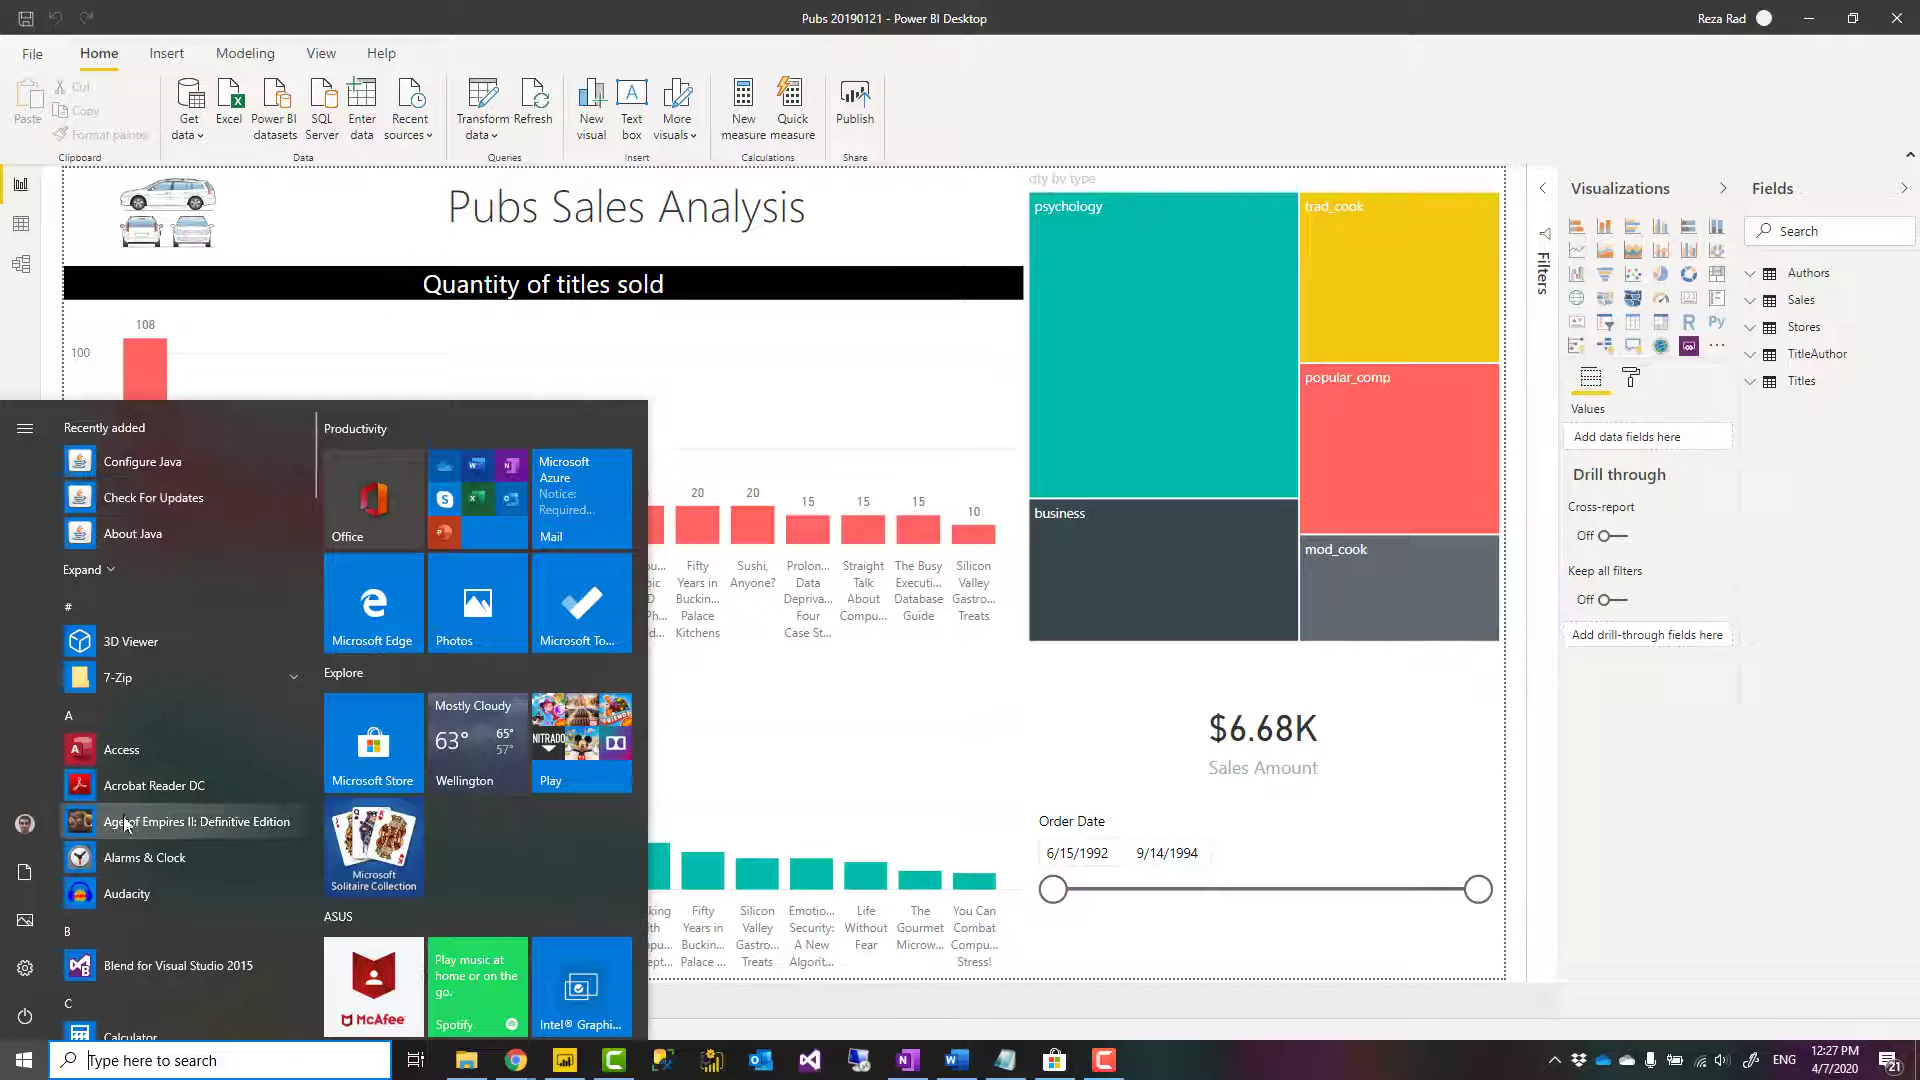 Pubs 20190121 - Power BI Desktop
Reza Rad
File
Home
Insert
Modeling
View
Help
Paste
Cut
Copy
Format painter
Clipboard
Get data
Excel
Power BI datasets
SQL Server
Enter data
Recent sources
Data
Transform data
Refresh
Queries
New visual
Text box
More visuals
Insert
New measure
Quick measure
Calculations
Publish
Share
Pubs Sales Analysis
Quantity of titles sold
108
100
20
20
15
15
15
10
Fifty Years in Buckin... Palace Kitchens
Sushi, Anyone?
Prolon... Data Depriva... Four Case St...
Straight Talk About Compu...
The Busy Executi... Database Guide
Silicon Valley Gastro... Treats
Fifty Years in Buckin... Palace ...
Silicon Valley Gastro... Treats
Emotio... Security: A New Algorit...
Life Without Fear
The Gourmet Microw...
You Can Combat Compu... Stress!
qty by type
psychology
trad_cook
popular_comp
business
mod_cook
$6.68K
Sales Amount
Order Date
6/15/1992
9/14/1994
Filters
Visualizations
R
Py
Values
Add data fields here
Drill through
Cross-report
Off
Keep all filters
Off
Add drill-through fields here
Fields
Search
Authors
Sales
Stores
TitleAuthor
Titles
Recently added
Configure Java
Check For Updates
About Java
Expand
#
3D Viewer
7-Zip
A
Access
Acrobat Reader DC
Age of Empires II: Definitive Edition
Alarms & Clock
Audacity
B
Blend for Visual Studio 2015
C
Calculator
Productivity
Office
Microsoft Azure
Notice: Required...
Mail
Microsoft Edge
Photos
Microsoft To...
Explore
Microsoft Store
Mostly Cloudy
63°
65°
57°
Wellington
NITRADO
Play
Microsoft Solitaire Collection
ASUS
McAfee
Play music at home or on the go.
Spotify
Intel® Graphi...
Type here to search
ENG
12:27 PM
4/7/2020
21